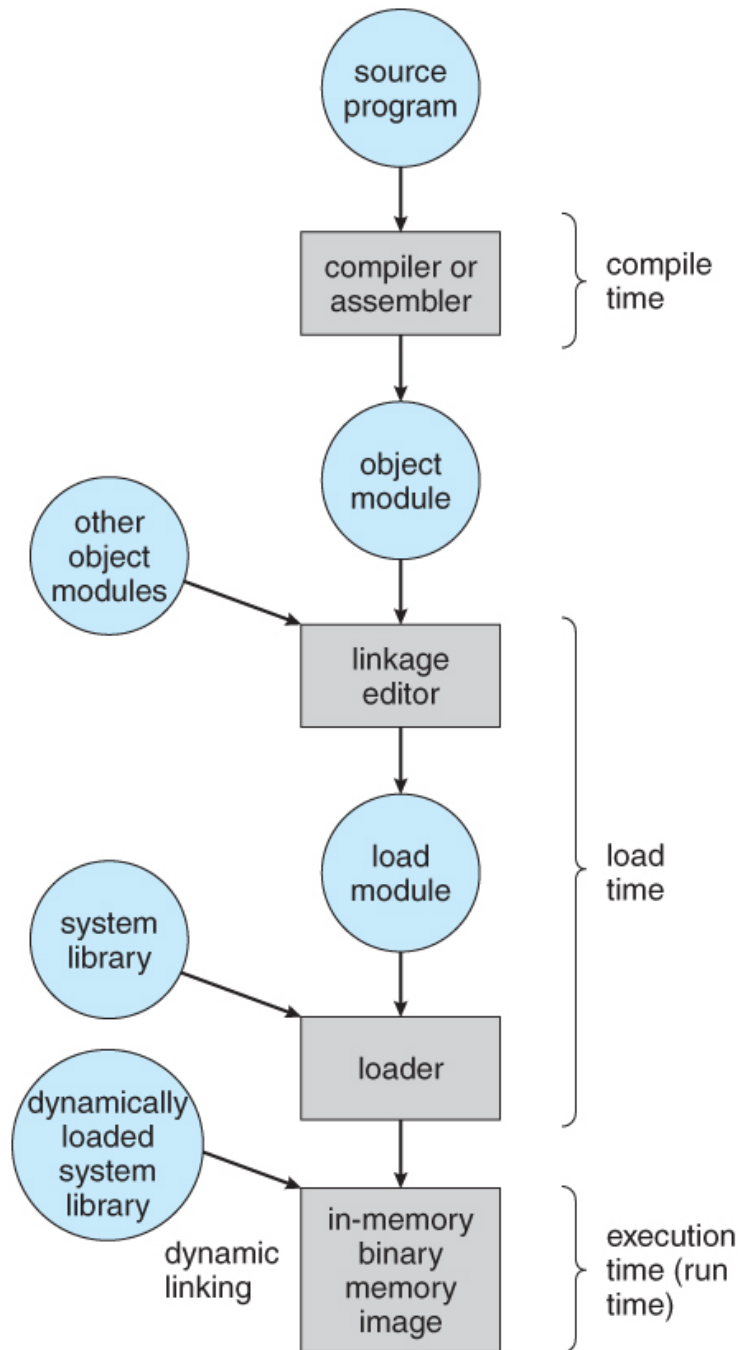 source
program
compiler or
assembler
compile
time
object
module
other
object
modules
linkage
editor
load
module
load
time
system
library
loader
dynamically
loaded
system
library
in-memory
binary
memory
image
dynamic
linking
execution
time (run
time)